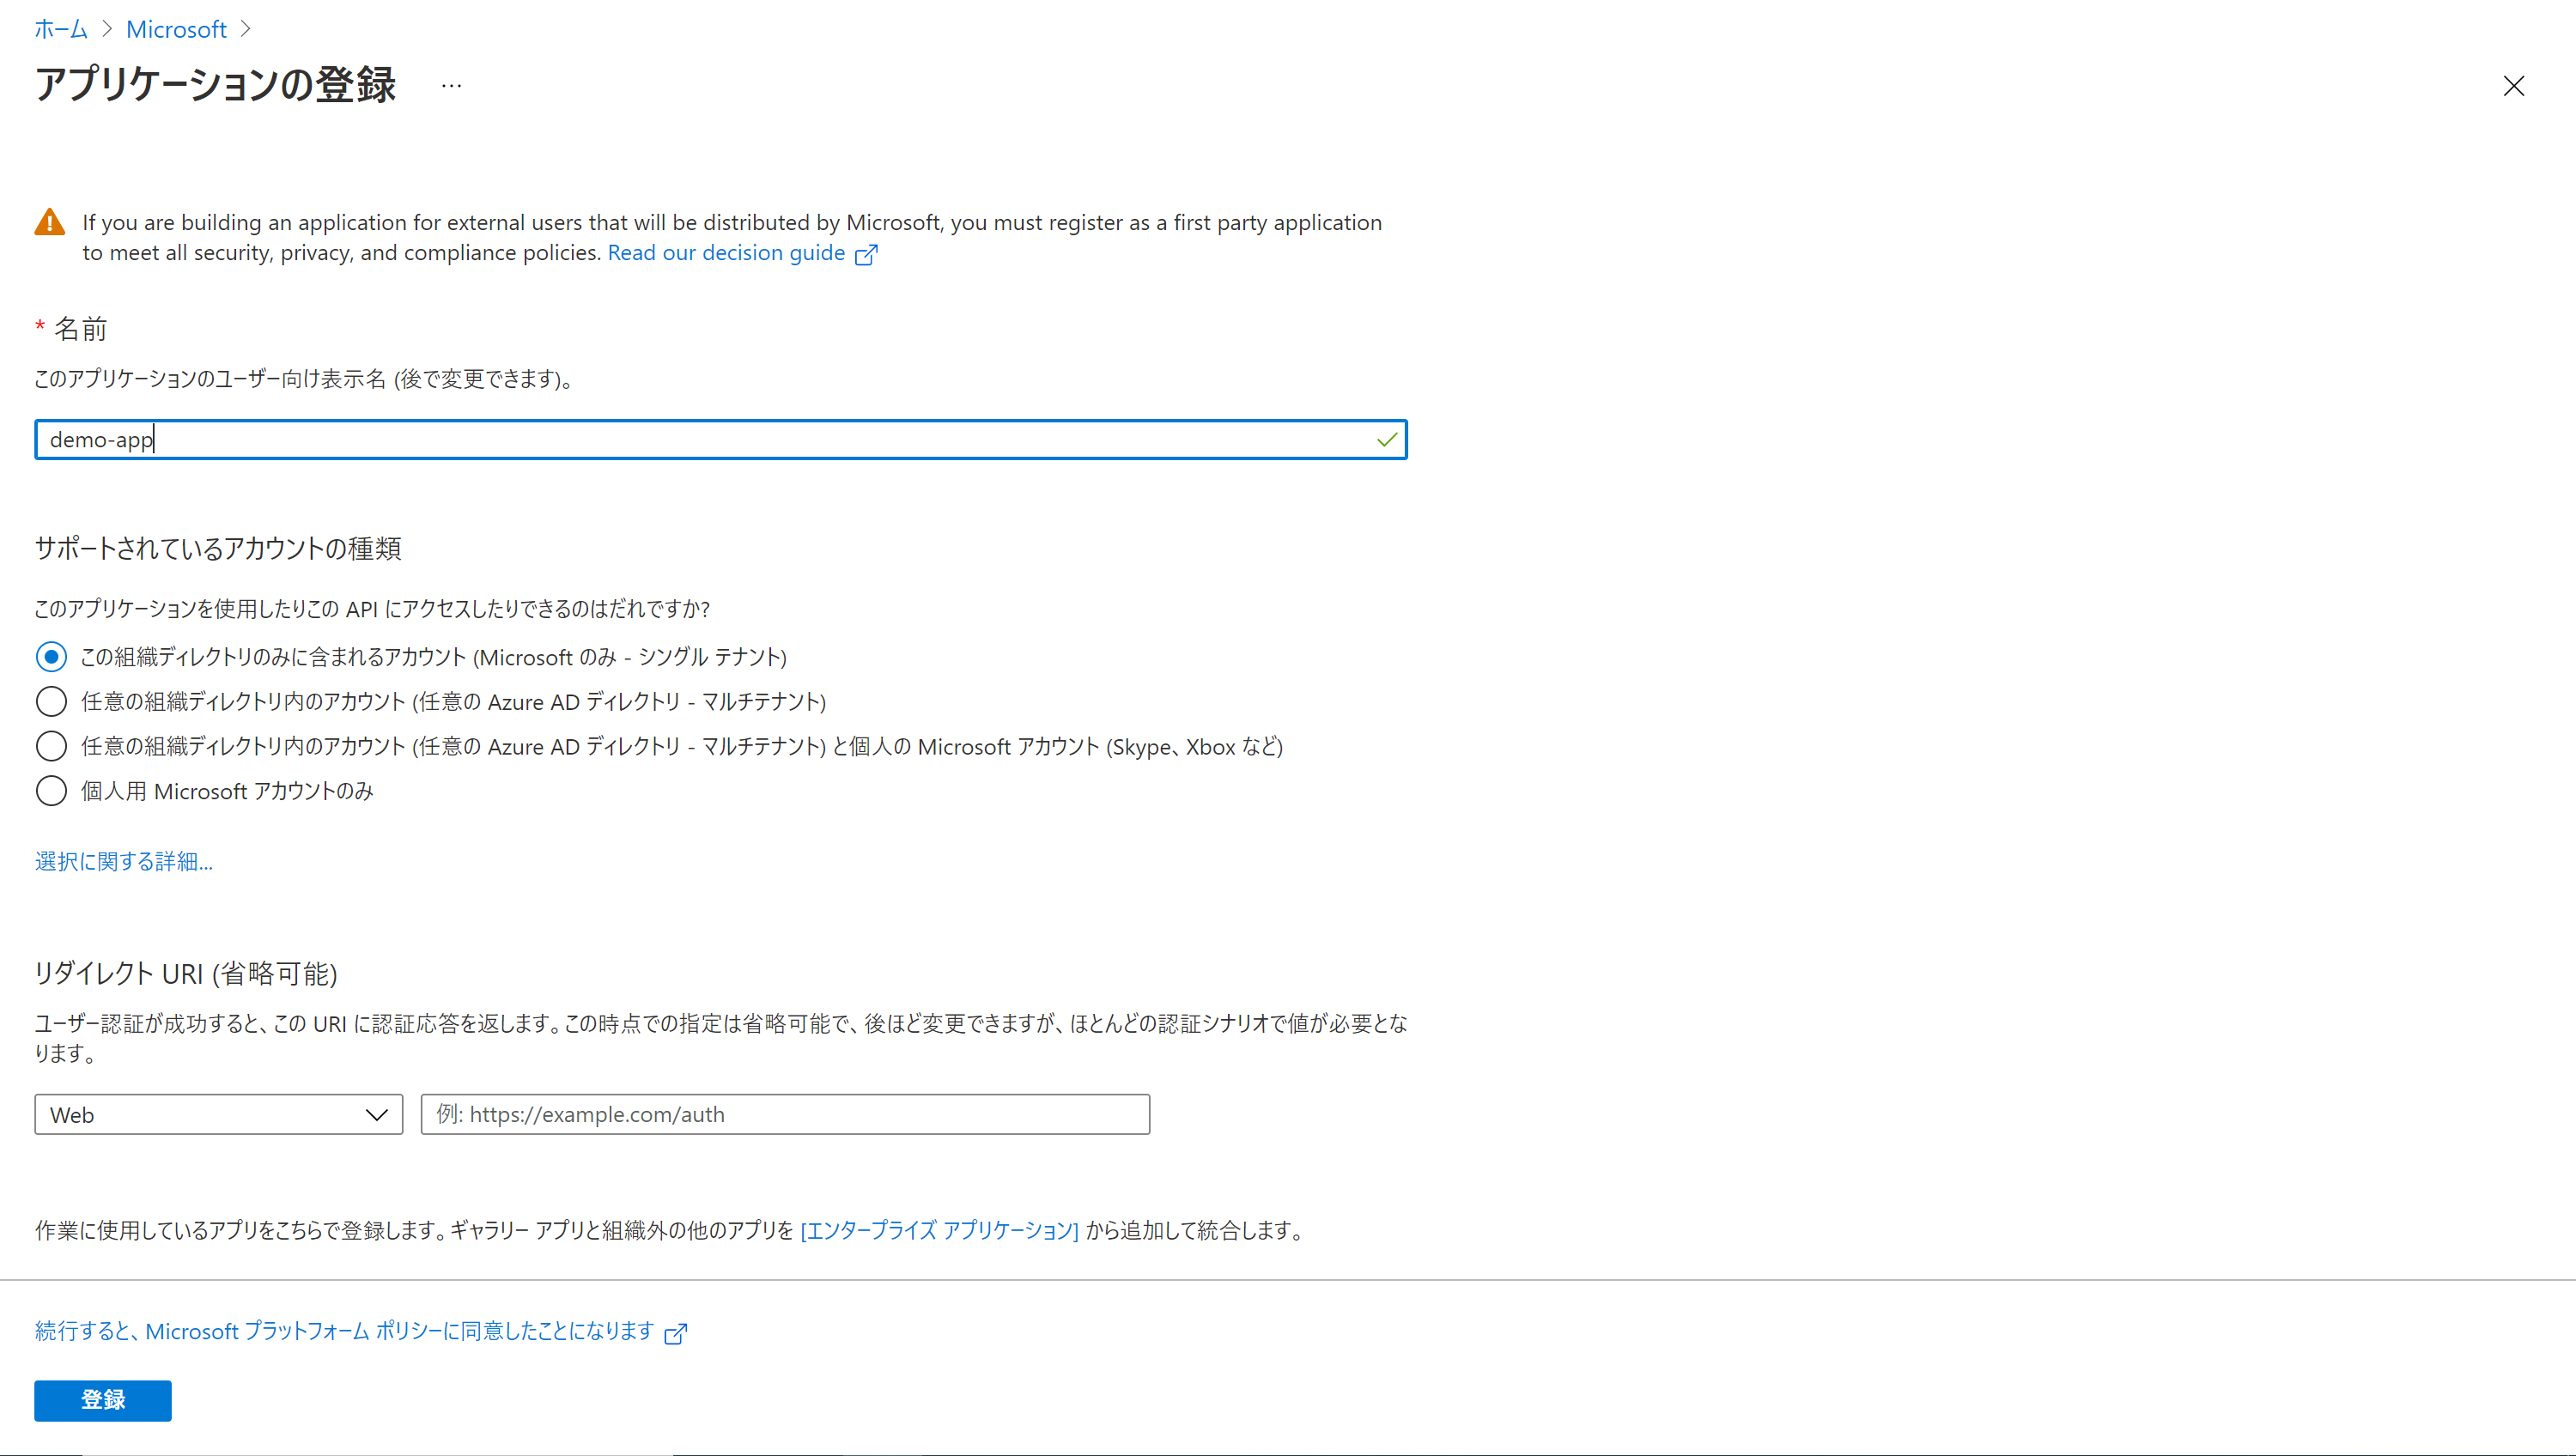 ホーム > Microsoft >
アプリケーションの登録 …
If you are building an application for external users that will be distributed by Microsoft, you must register as a first party application
to meet all security, privacy, and compliance policies. Read our decision guide
* 名前
このアプリケーションのユーザー向け表示名 (後で変更できます)。
demo-app
サポートされているアカウントの種類
このアプリケーションを使用したりこの API にアクセスしたりできるのはだれですか?
この組織ディレクトリのみに含まれるアカウント (Microsoft のみ - シングル テナント)
任意の組織ディレクトリ内のアカウント (任意の Azure AD ディレクトリ - マルチテナント)
任意の組織ディレクトリ内のアカウント (任意の Azure AD ディレクトリ - マルチテナント) と個人の Microsoft アカウント (Skype、Xbox など)
個人用 Microsoft アカウントのみ
選択に関する詳細...
リダイレクト URI (省略可能)
ユーザー認証が成功すると、この URI に認証応答を返します。この時点での指定は省略可能で、後ほど変更できますが、ほとんどの認証シナリオで値が必要とな
ります。
Web 例: https://example.com/auth
作業に使用しているアプリをこちらで登録します。ギャラリー アプリと組織外の他のアプリを [エンタープライズ アプリケーション] から追加して統合します。
続行すると、Microsoft プラットフォーム ポリシーに同意したことになります
登録